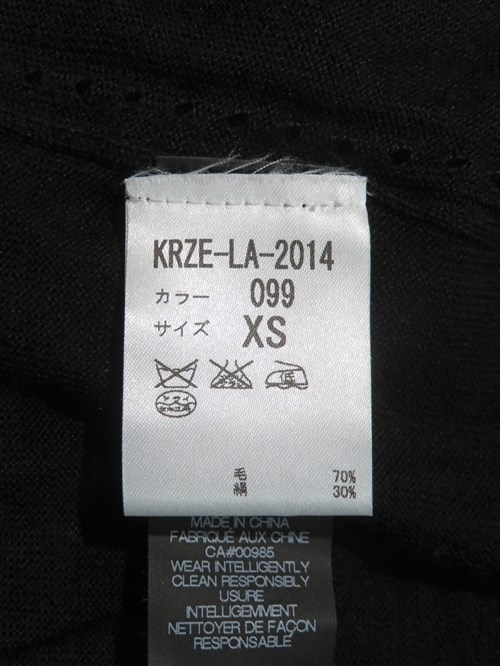 KRZE-LA-2014
カラー 099
サイズ XS
毛 70%
絹 30%
MADE IN CHINA
FABRIQUÉ AUX CHINE
CA#00985
WEAR INTELLIGENTLY
CLEAN RESPONSIBLY
USURE
INTELLIGEMMENT
NETTOYER DE FAÇON
RESPONSABLE